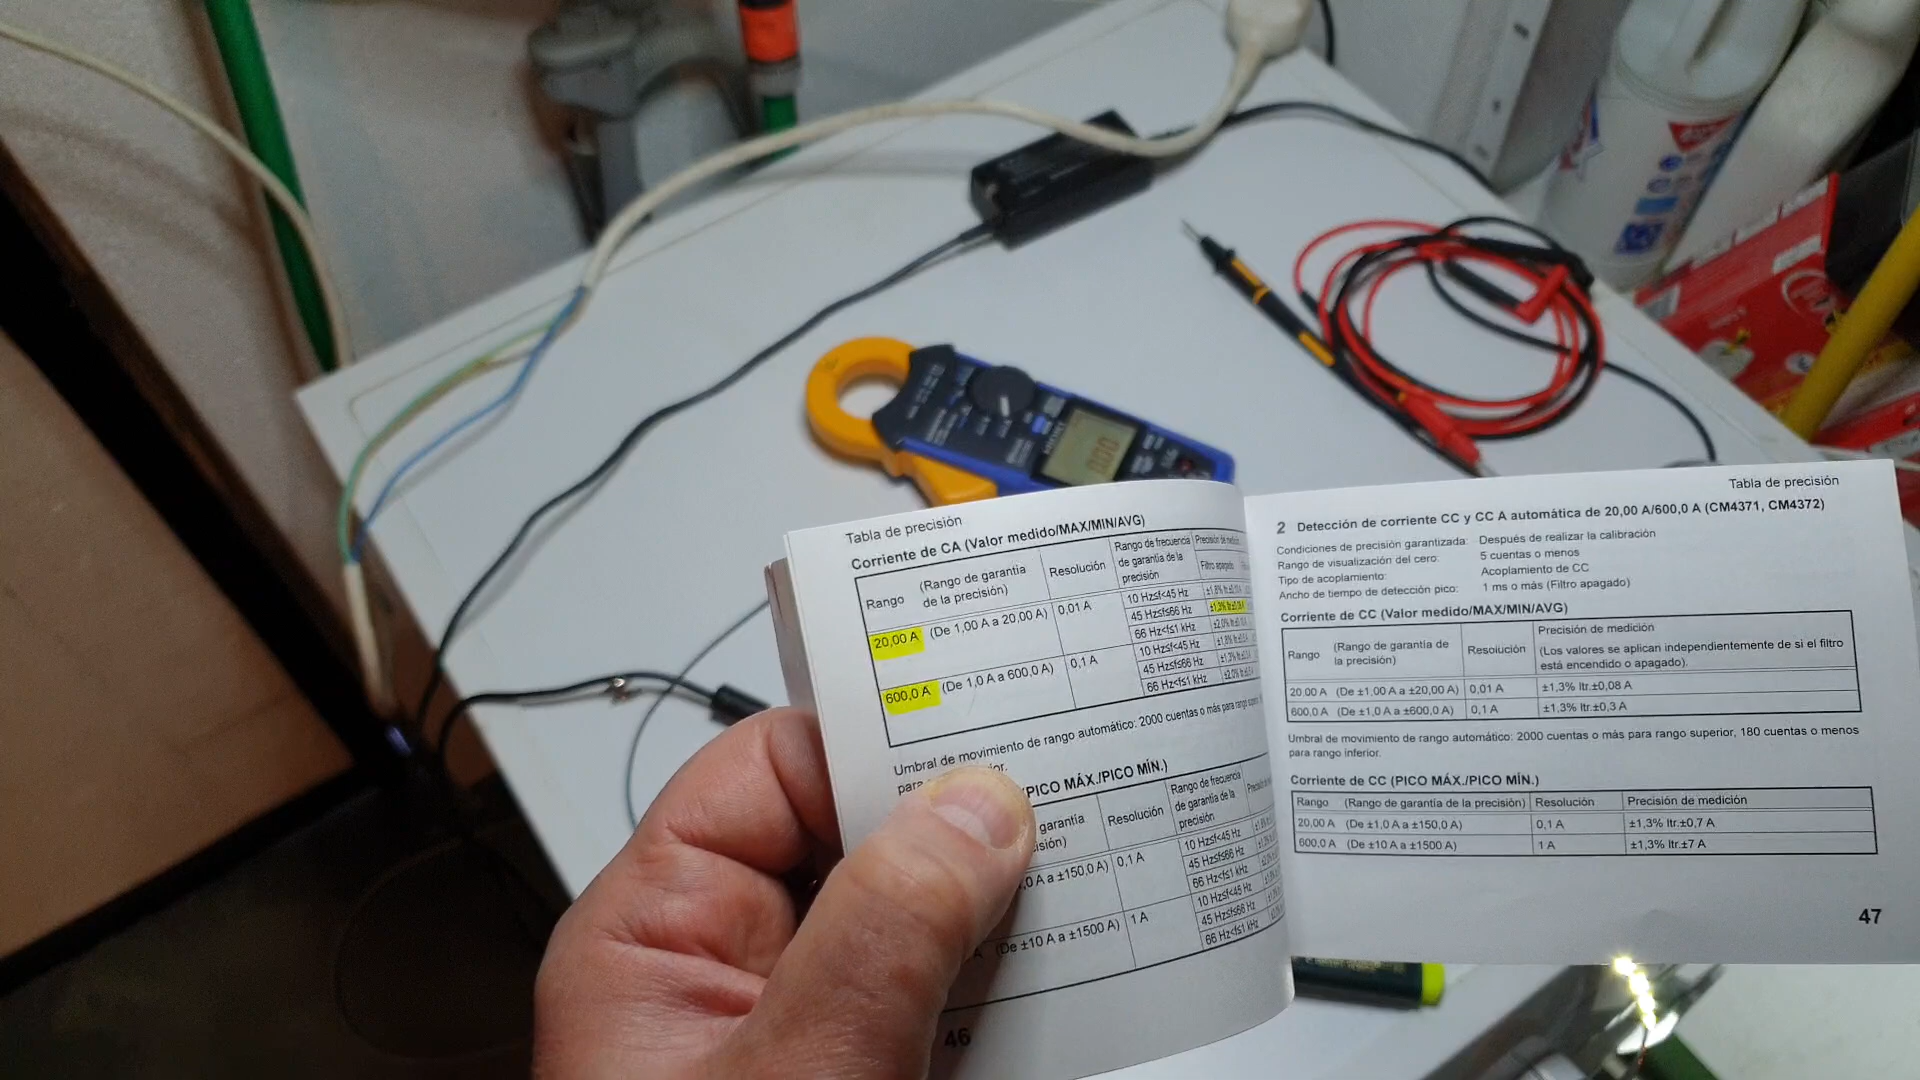 Tabla de precisión
Corriente de CA (Valor medido/MAX/MIN/AVG)
Rango (Rango de garantía de la precisión) Resolución Rango de frecuencia de garantía de la precisión
Filtro apagado
20,00 A (De 1,00 A a 20,00 A) 0,01 A 10 Hz≤f<45 Hz
45 Hz≤f≤66 Hz ±1,3%
66 Hz<f≤1 kHz ±2.0%
600,0 A (De 1,0 A a 600,0 A) 0,1 A 10 Hz≤f<45 Hz
45 Hz≤f≤66 Hz ±1,3%
66 Hz<f≤1 kHz ±2.0%
Umbral de movimiento de rango automático: 2000 cuentas o más para rango
para
PICO MÁX./PICO MÍN.)
garantía Resolución Rango de frecuencia de garantía de la precisión
a ±150,0 A) 0,1 A 10 Hz≤f<45 Hz
45 Hz≤f≤66 Hz
66 Hz<f≤1 kHz
(De ±10 A a ±1500 A) 1 A 10 Hz≤f<45 Hz
45 Hz≤f≤66 Hz
66 Hz<f≤1 kHz
46
Tabla de precisión
2 Detección de corriente CC y CC A automática de 20,00 A/600,0 A (CM4371, CM4372)
Condiciones de precisión garantizada: Después de realizar la calibración
Rango de visualización del cero: 5 cuentas o menos
Tipo de acoplamiento: Acoplamiento de CC
Ancho de tiempo de detección pico: 1 ms o más (Filtro apagado)
Corriente de CC (Valor medido/MAX/MIN/AVG)
Rango (Rango de garantía de la precisión) Resolución Precisión de medición
(Los valores se aplican independientemente de si el filtro está encendido o apagado).
20,00 A (De ±1,00 A a ±20,00 A) 0,01 A ±1,3% ltr.±0,08 A
600,0 A (De ±1,0 A a ±600,0 A) 0,1 A ±1,3% ltr.±0,3 A
Umbral de movimiento de rango automático: 2000 cuentas o más para rango superior, 180 cuentas o menos
para rango inferior.
Corriente de CC (PICO MÁX./PICO MÍN.)
Rango (Rango de garantía de la precisión) Resolución Precisión de medición
20,00 A (De ±1,0 A a ±150,0 A) 0,1 A ±1,3% ltr.±0,7 A
600,0 A (De ±10 A a ±1500 A) 1 A ±1,3% ltr.±7 A
47